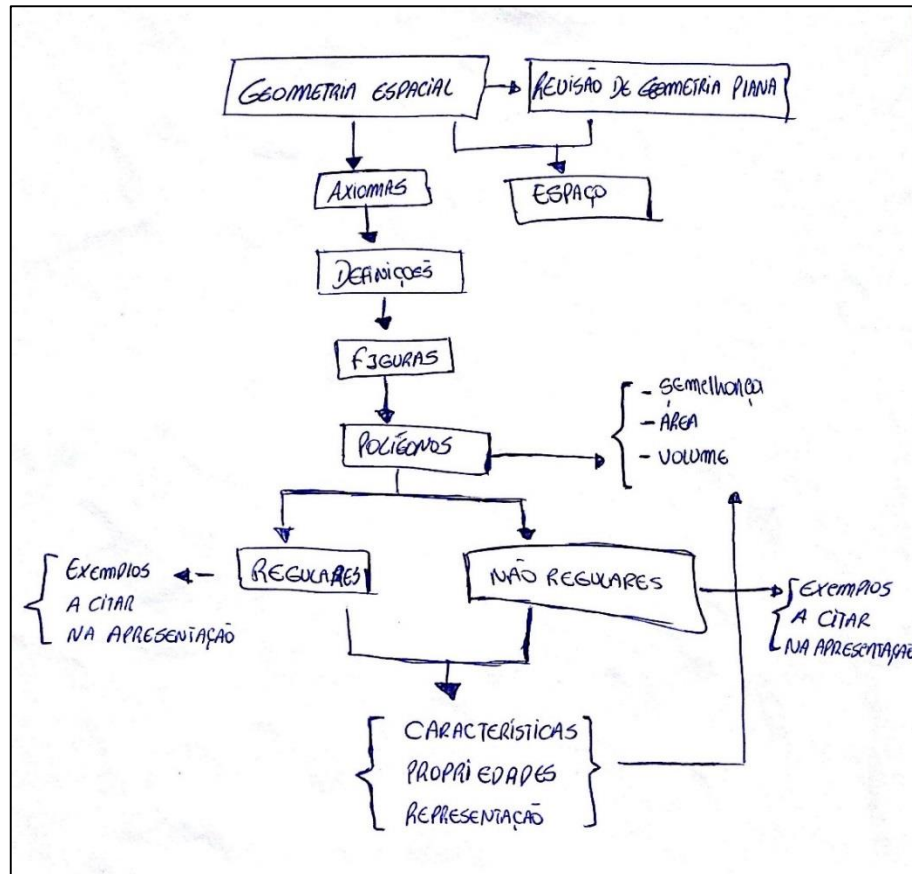 GEOMETRIA ESPACIAL
REVISÃO DE GEOMETRIA PLANA
AXIOMAS
ESPAÇO
DEFINIÇÕES
FIGURAS
POLÍGONOS
- SEMELHANÇA
- ÁREA
- VOLUME
REGULARES
NÃO REGULARES
EXEMPLOS
A CITAR
NA APRESENTAÇÃO
EXEMPLOS
A CITAR
NA APRESENTAÇÃO
CARACTERÍSTICAS
PROPRIEDADES
REPRESENTAÇÃO